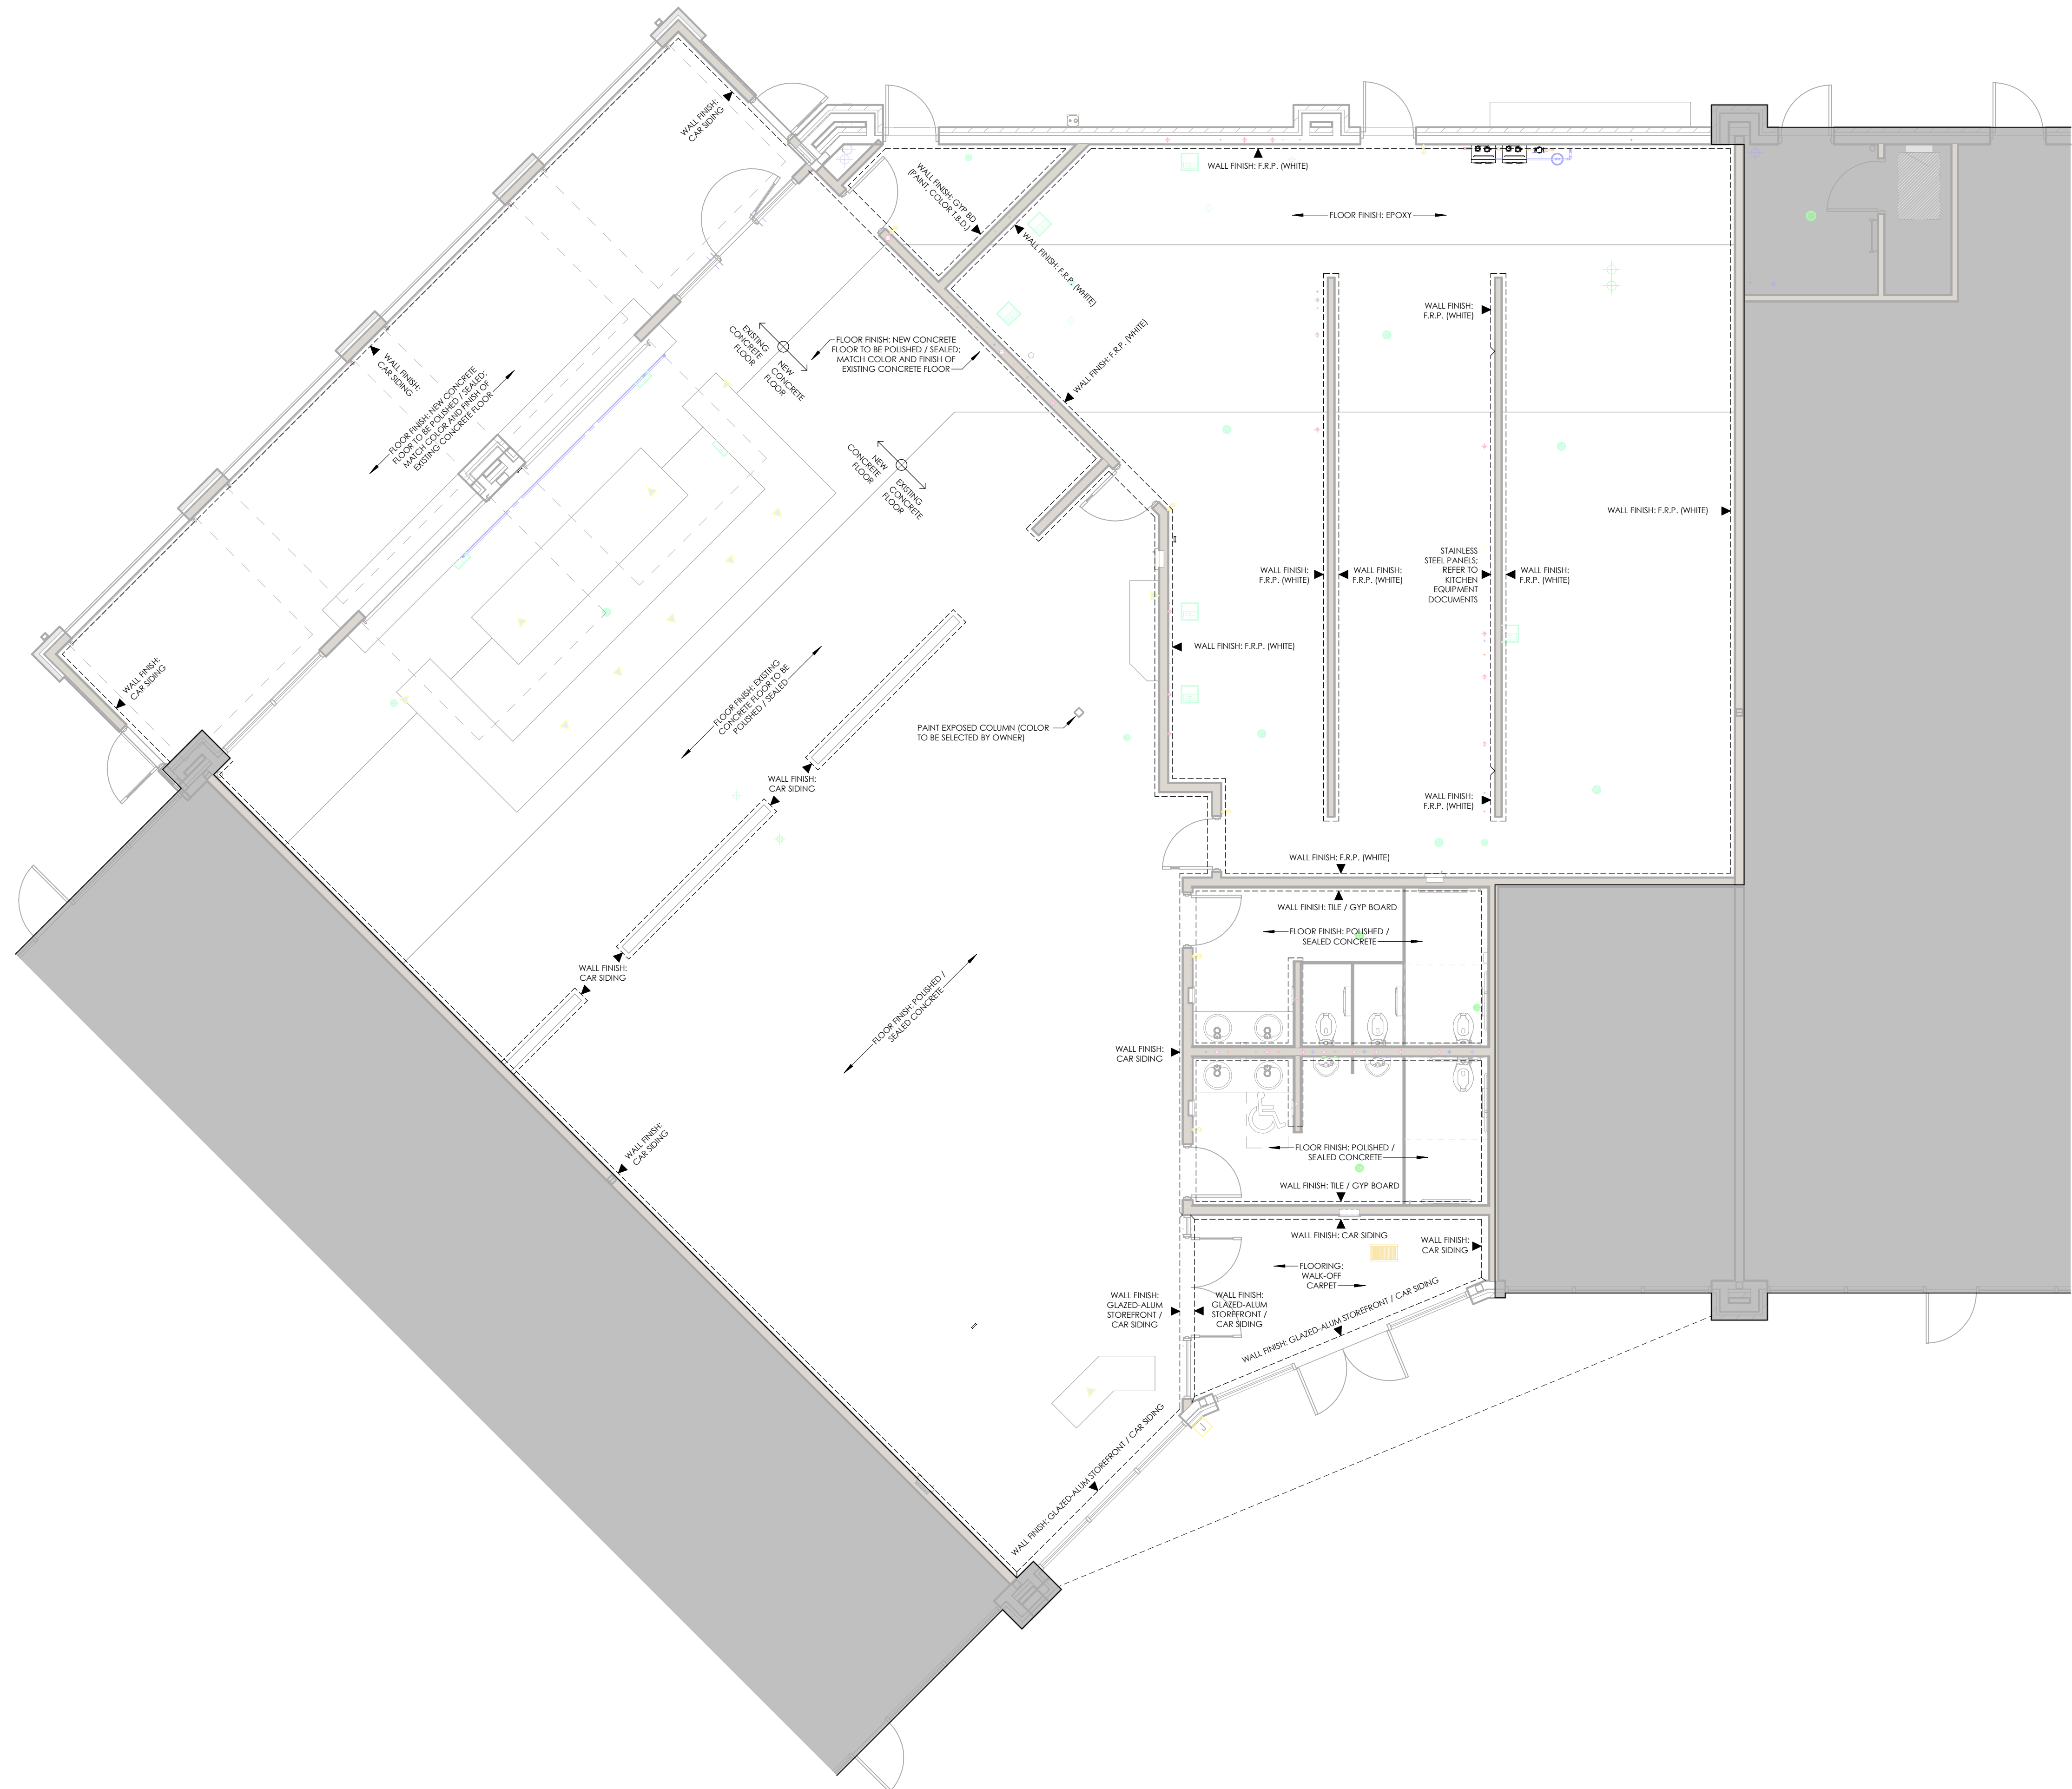 WALL FINISH:
CAR SIDING
WALL FINISH: GYP BD
(PAINT, COLOR T.B.D.)
WALL FINISH: F.R.P. (WHITE)
FLOOR FINISH: EPOXY
WALL FINISH: F.R.P. (WHITE)
WALL FINISH: F.R.P. (WHITE)
WALL FINISH:
F.R.P. (WHITE)
EXISTING
CONCRETE
FLOOR
NEW
CONCRETE
FLOOR
FLOOR FINISH: NEW CONCRETE
FLOOR TO BE POLISHED / SEALED;
MATCH COLOR AND FINISH OF
EXISTING CONCRETE FLOOR
WALL FINISH:
CAR SIDING
FLOOR FINISH: NEW CONCRETE
FLOOR TO BE POLISHED / SEALED;
MATCH COLOR AND FINISH OF
EXISTING CONCRETE FLOOR
NEW
CONCRETE
FLOOR
EXISTING
CONCRETE
FLOOR
WALL FINISH: F.R.P. (WHITE)
STAINLESS
STEEL PANELS;
REFER TO
KITCHEN
EQUIPMENT
DOCUMENTS
WALL FINISH:
F.R.P. (WHITE)
WALL FINISH:
F.R.P. (WHITE)
WALL FINISH:
F.R.P. (WHITE)
WALL FINISH: F.R.P. (WHITE)
WALL FINISH:
CAR SIDING
FLOOR FINISH: EXISTING
CONCRETE FLOOR TO BE
POLISHED / SEALED
PAINT EXPOSED COLUMN (COLOR
TO BE SELECTED BY OWNER)
WALL FINISH:
CAR SIDING
WALL FINISH:
F.R.P. (WHITE)
WALL FINISH: F.R.P. (WHITE)
WALL FINISH: TILE / GYP BOARD
FLOOR FINISH: POLISHED /
SEALED CONCRETE
WALL FINISH:
CAR SIDING
FLOOR FINISH: POLISHED /
SEALED CONCRETE
WALL FINISH:
CAR SIDING
WALL FINISH:
CAR SIDING
FLOOR FINISH: POLISHED /
SEALED CONCRETE
WALL FINISH: TILE / GYP BOARD
WALL FINISH: CAR SIDING
WALL FINISH:
CAR SIDING
FLOORING:
WALK-OFF
CARPET
WALL FINISH:
GLAZED-ALUM
STOREFRONT /
CAR SIDING
WALL FINISH:
GLAZED-ALUM
STOREFRONT /
CAR SIDING
WALL FINISH: GLAZED-ALUM STOREFRONT / CAR SIDING
WALL FINISH: GLAZED-ALUM STOREFRONT / CAR SIDING
J